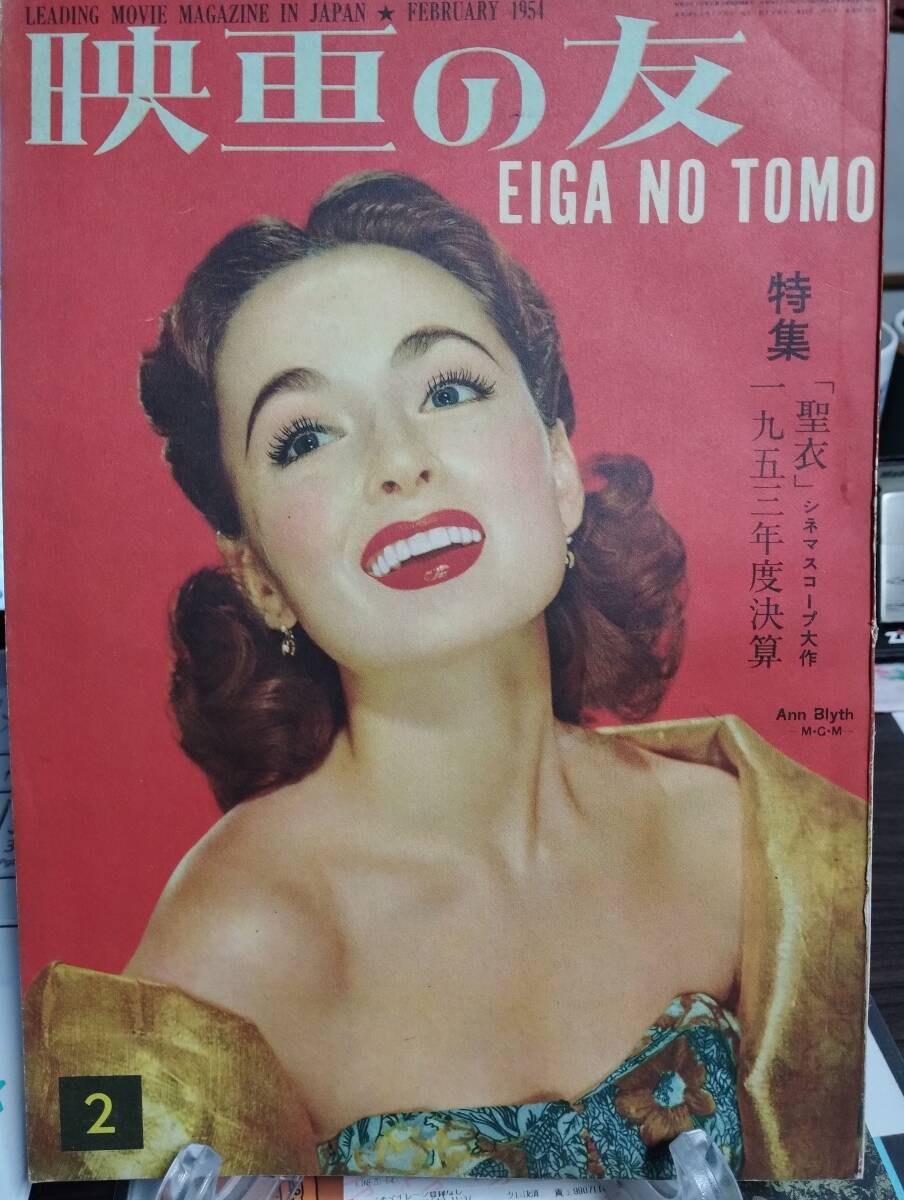 LEADING MOVIE MAGAZINE IN JAPAN ★ FEBRUARY 1954
映画の友
EIGA NO TOMO
特集
「聖衣」シネマスコープ大作
一九五三年度決算
Ann Blyth
—M·G·M—
2